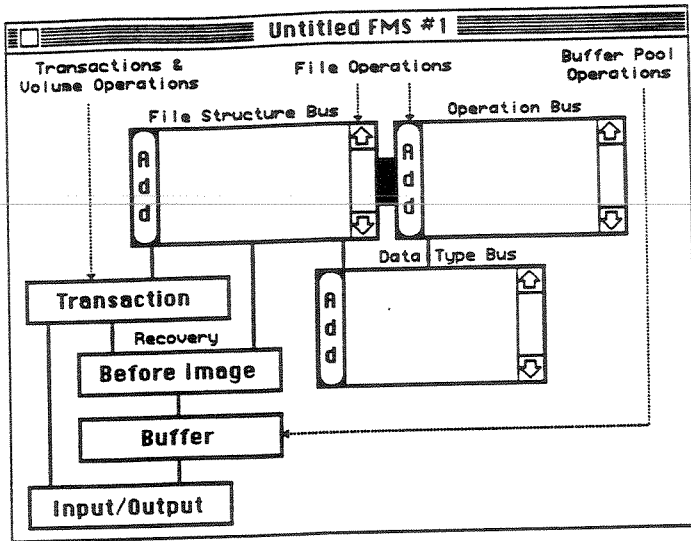 Untitled FMS #1
Transactions &
Volume Operations
File Operations
Buffer Pool
Operations
File Structure Bus
Operation Bus
Add
Add
Data Type Bus
Add
Transaction
Recovery
Before Image
Buffer
Input/Output